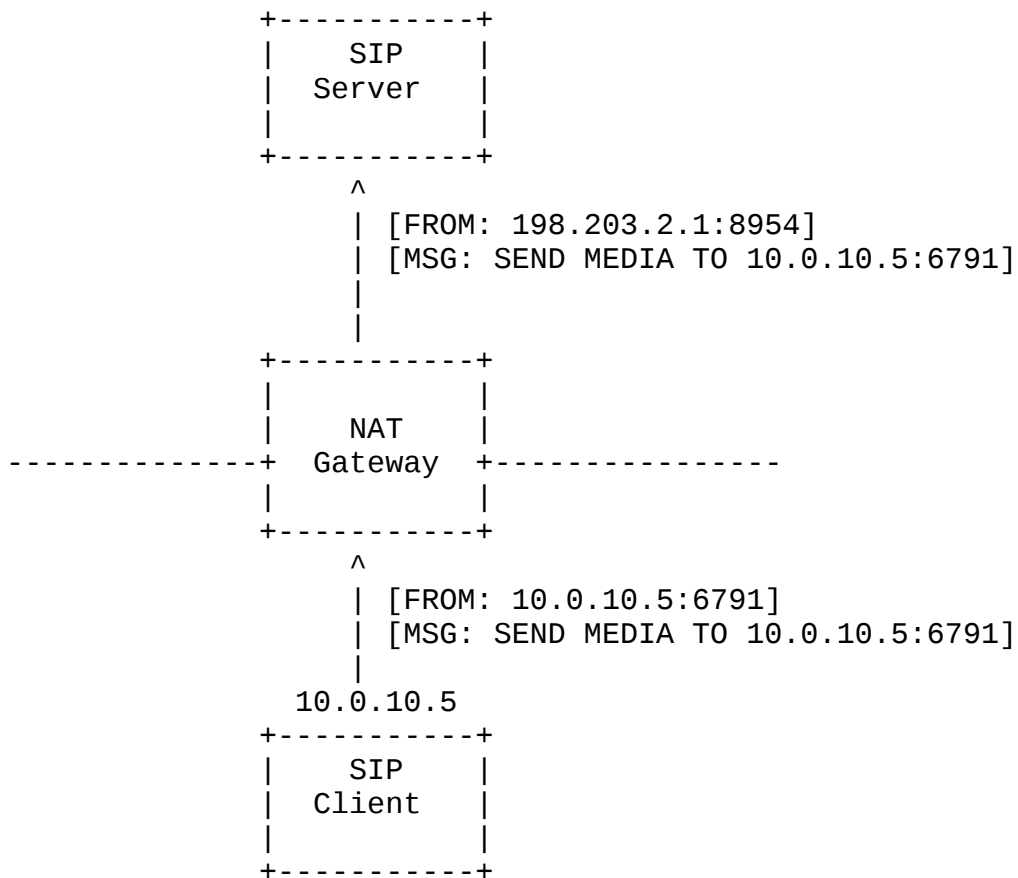 +-----------+
|    SIP    |
|  Server   |
|           |
+-----------+
^
| [FROM: 198.203.2.1:8954]
| [MSG: SEND MEDIA TO 10.0.10.5:6791]
|
|
+-----------+
|           |
|    NAT    |
--------------+  Gateway  +----------------
|           |
+-----------+
^
| [FROM: 10.0.10.5:6791]
| [MSG: SEND MEDIA TO 10.0.10.5:6791]
|
10.0.10.5
+-----------+
|    SIP    |
|  Client   |
|           |
+-----------+